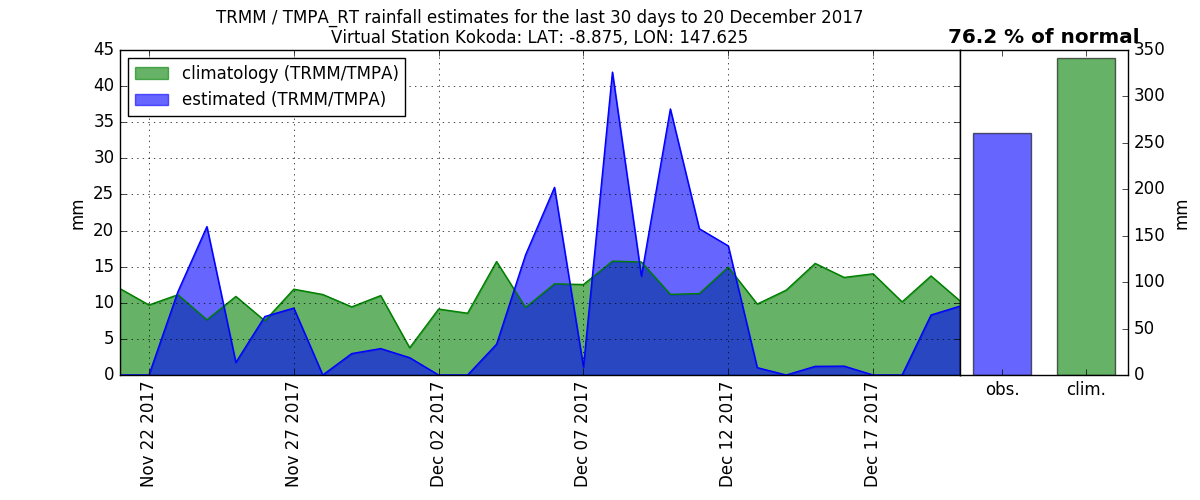 TRMM / TMPA_RT rainfall estimates for the last 30 days to 20 December 2017
Virtual Station Kokoda: LAT: -8.875, LON: 147.625
76.2 % of normal
climatology (TRMM/TMPA)
estimated (TRMM/TMPA)
45
40
35
30
25
20
15
10
5
0
mm
Nov 22 2017
Nov 27 2017
Dec 02 2017
Dec 07 2017
Dec 12 2017
Dec 17 2017
350
300
250
200
150
100
50
0
mm
obs.
clim.